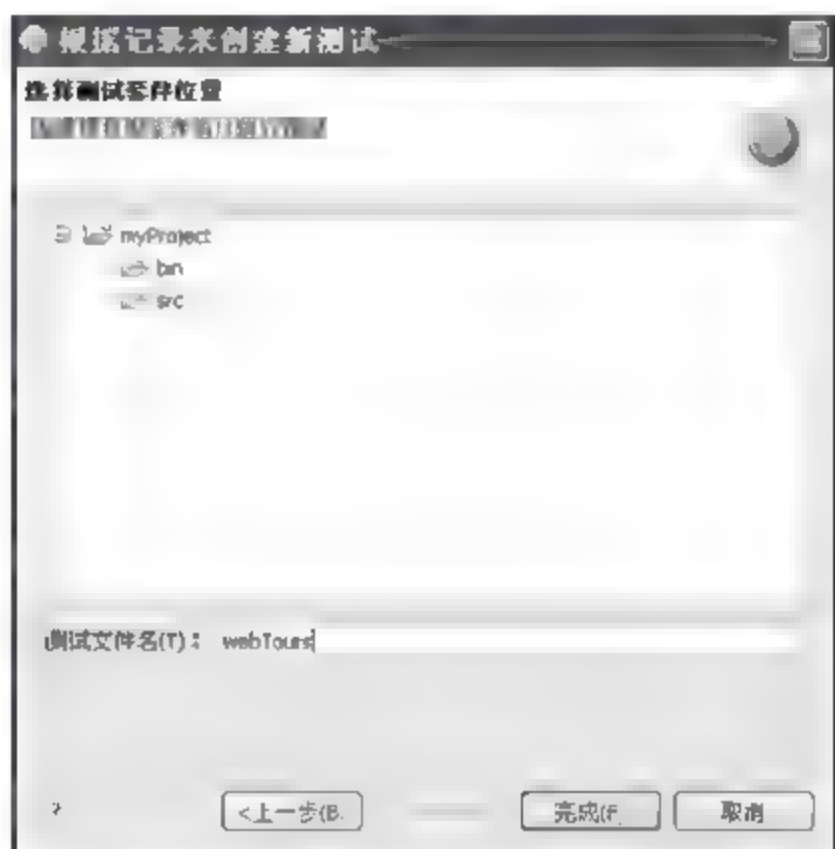 根据记录来创建新测试
选择测试套件位置
myProject
bin
src
测试文件名(T)： webTours
?
<上一步(B.
完成(F
取消